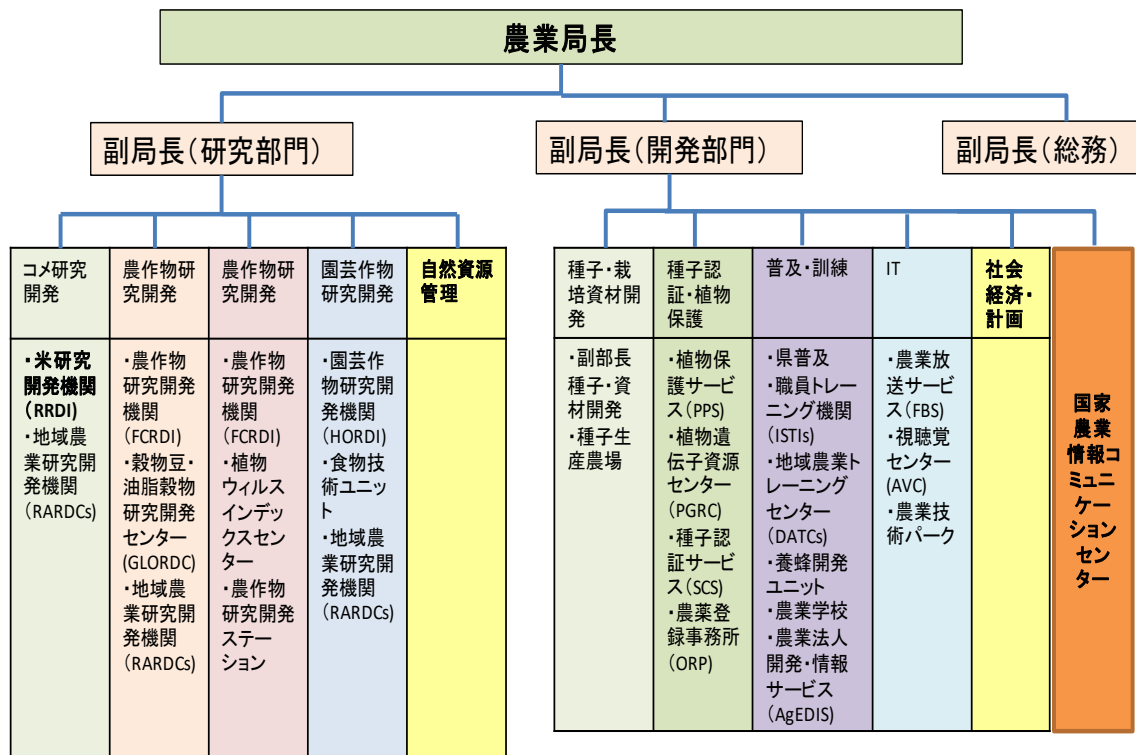 農業局長
副局長(研究部門)
副局長(開発部門)
副局長(総務)
コメ研究
開発
農作物研
究開発
農作物研
究開発
園芸作物
研究開発
自然資源
管理
・米研究
開発機関
(RRDI)
・地域農
業研究開
発機関
(RARDCs)
・農作物
研究開発
機関
(FCRDI)
・穀物豆・
油脂穀物
研究開発
センター
(GLORDC)
・地域農
業研究開
発機関
(RARDCs)
・農作物
研究開発
機関
(FCRDI)
・植物
ウィルス
インデッ
クスセン
ター
・農作物
研究開発
ステー
ション
・園芸作
物研究開
発機関
(HORDI)
・食物技
術ユニッ
ト
・地域農
業研究開
発機関
(RARDCs)
種子・栽
培資材開
発
種子認
証・植物
保護
普及・訓練
IT
社会
経済・
計画
・副部長
種子・資
材開発
・種子生
産農場
・植物保
護サービ
ス(PPS)
・植物遺
伝子資源
センター
(PGRC)
・種子認
証サービ
ス(SCS)
・農薬登
録事務所
(ORP)
・県普及
・職員トレー
ニング機関
(ISTIs)
・地域農業ト
レーニング
センター
(DATCs)
・養蜂開発
ユニット
・農業学校
・農業法人
開発・情報
サービス
(AgEDIS)
・農業放
送サービ
ス(FBS)
・視聴覚
センター
(AVC)
・農業技
術パーク
国家
農業
情報コ
ミュニ
ケー
ション
セン
ター